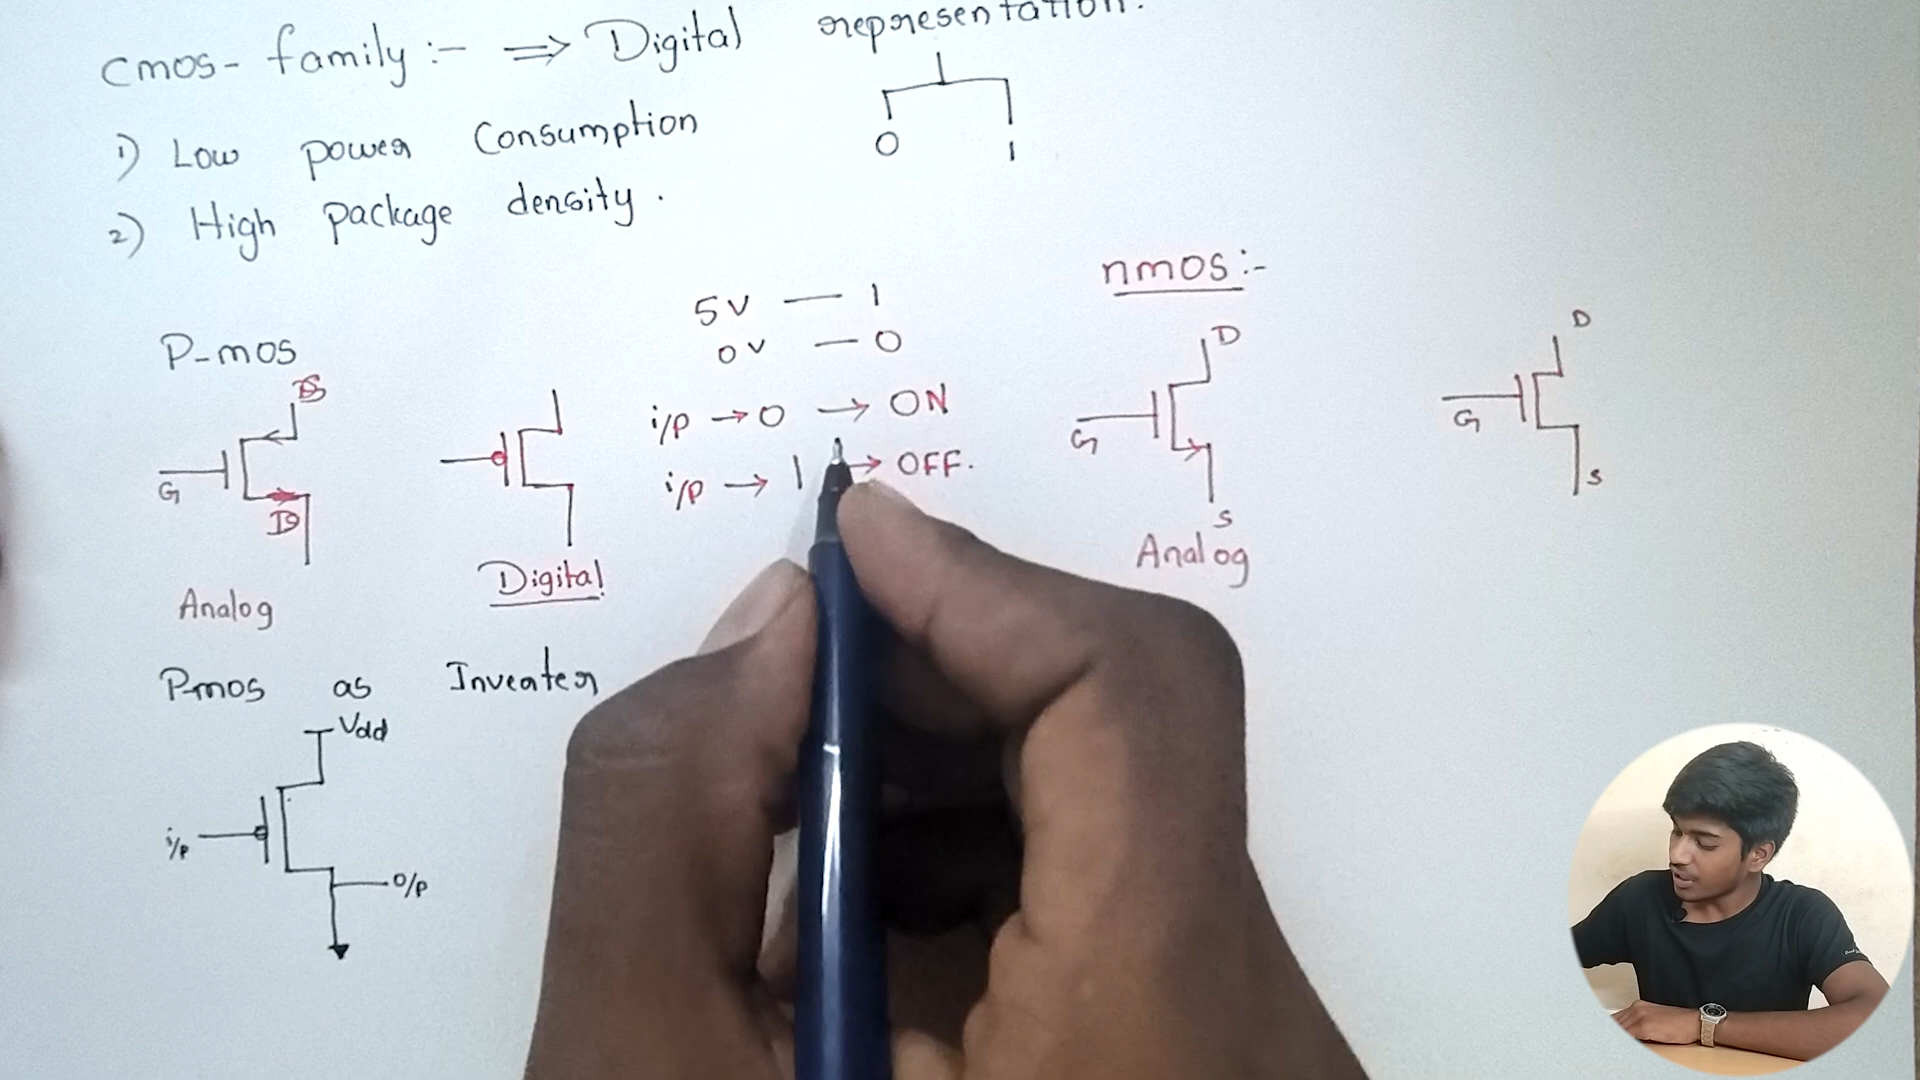 Cmos- family :- ⇒ Digital representation.
0 1
1) Low power Consumption
2) High package density.
5V — 1
0V — 0
nmos:-
P-mos
S
G
D
Analog
Digital
i/p → 0 → ON
i/p → 1 → OFF.
D
G
S
Analog
D
G
S
Pmos as Inverter
Vdd
i/p
O/p